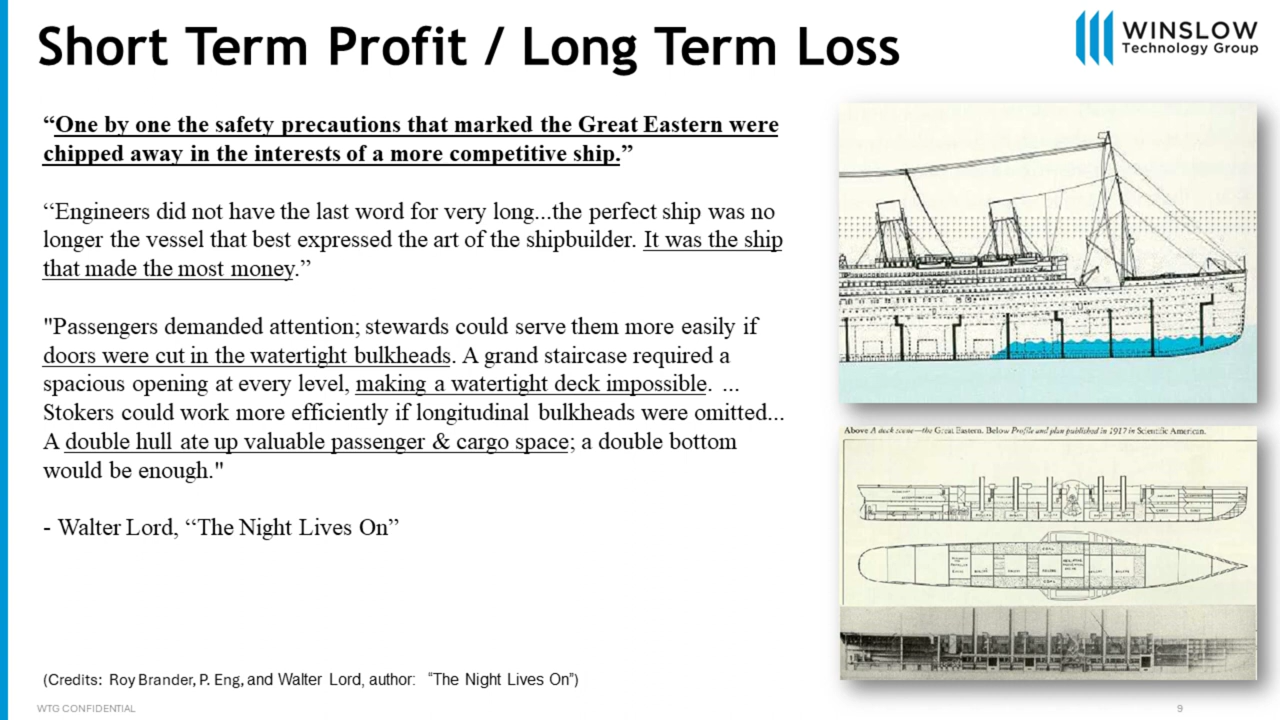 Short Term Profit / Long Term Loss
WINSLOW
Technology Group
“One by one the safety precautions that marked the Great Eastern were
chipped away in the interests of a more competitive ship.”
“Engineers did not have the last word for very long...the perfect ship was no
longer the vessel that best expressed the art of the shipbuilder. It was the ship
that made the most money.”
"Passengers demanded attention; stewards could serve them more easily if
doors were cut in the watertight bulkheads. A grand staircase required a
spacious opening at every level, making a watertight deck impossible. ...
Stokers could work more efficiently if longitudinal bulkheads were omitted...
A double hull ate up valuable passenger & cargo space; a double bottom
would be enough."
- Walter Lord, “The Night Lives On”
Above A deck scene—the Great Eastern. Below Profile and plan published in 1917 in Scientific American.
(Credits: Roy Brander, P. Eng, and Walter Lord, author: “The Night Lives On”)
WTG CONFIDENTIAL
9